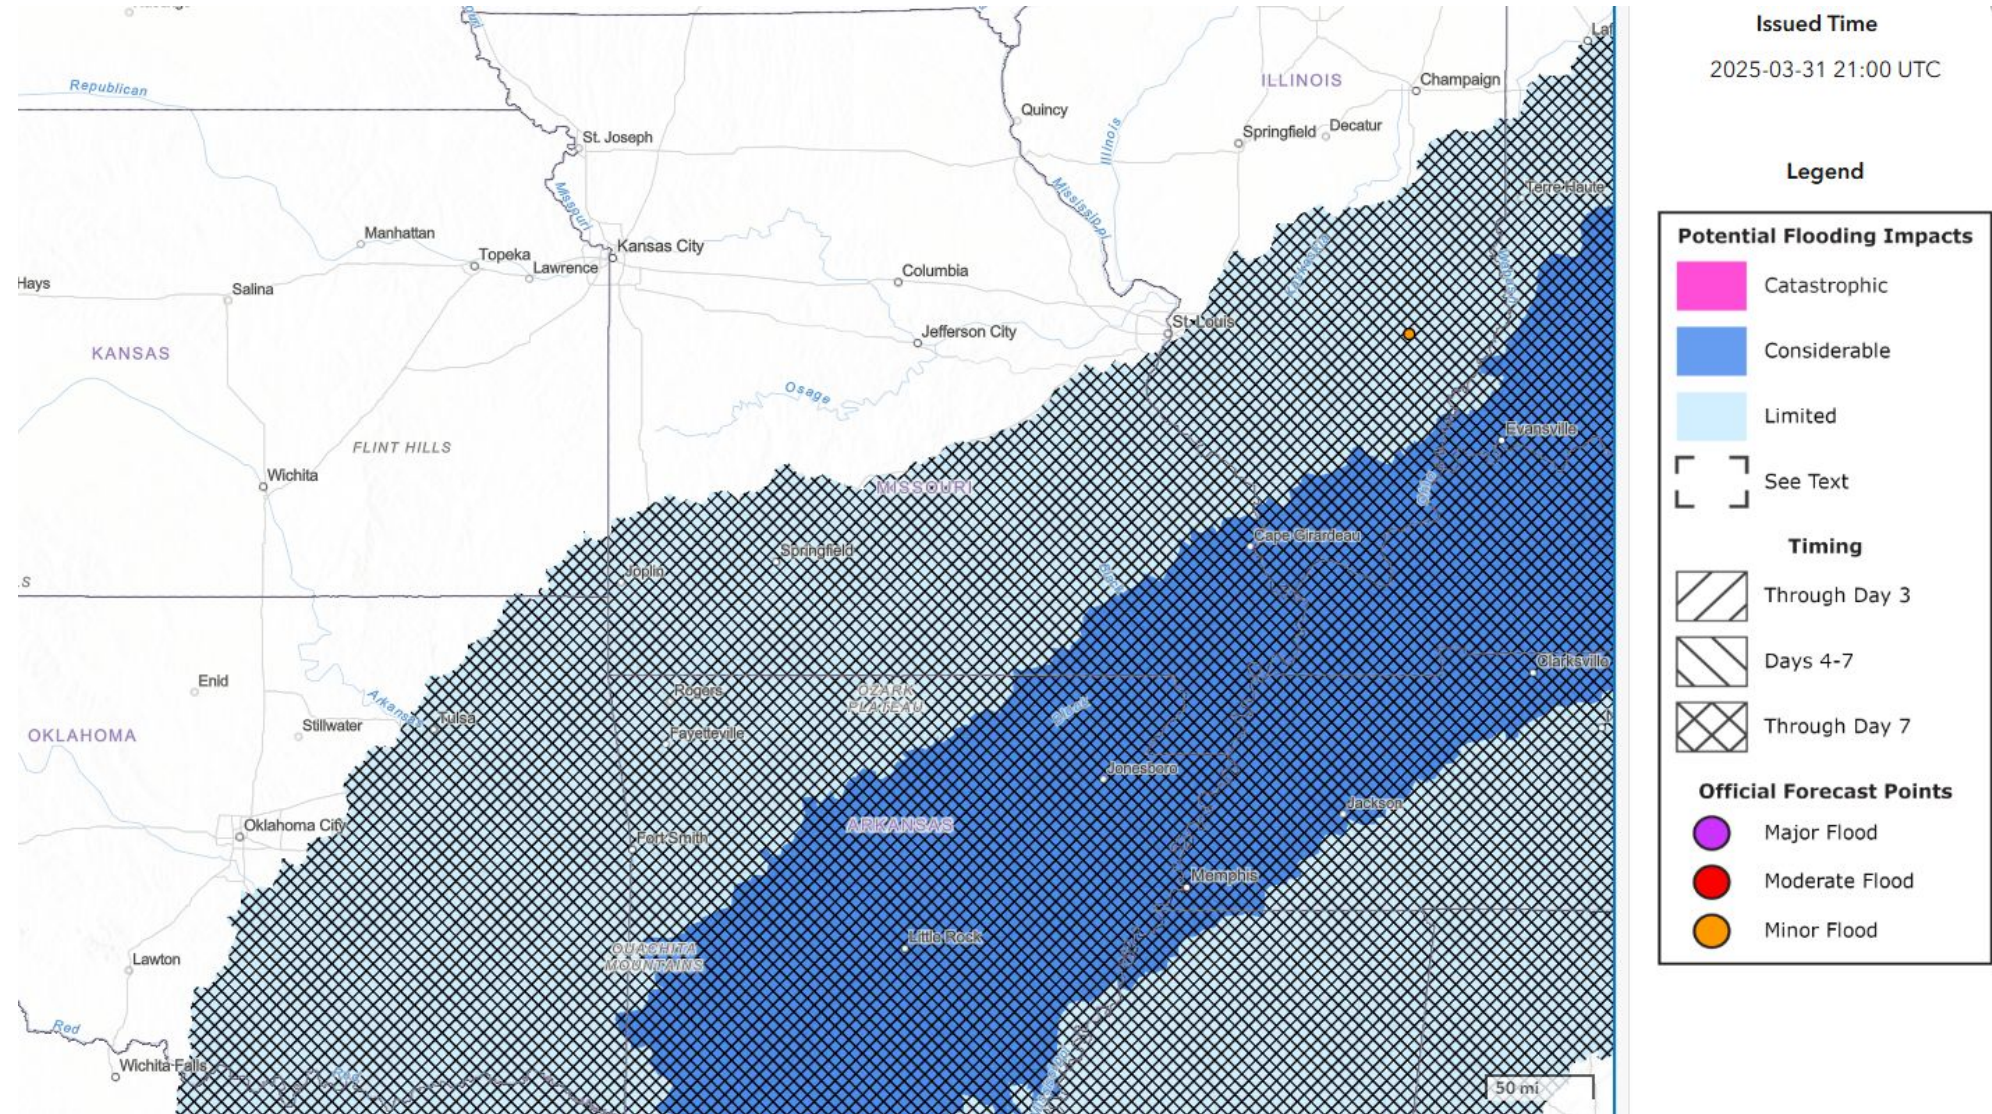 Issued Time
2025-03-31 21:00 UTC
Legend
Potential Flooding Impacts
Catastrophic
Considerable
Limited
See Text
Timing
Through Day 3
Days 4-7
Through Day 7
Official Forecast Points
Major Flood
Moderate Flood
Minor Flood
Republican
St. Joseph
Missouri
Quincy
Illinois
ILLINOIS
Champaign
Springfield
Decatur
Laf
Terre Haute
Manhattan
Topeka
Lawrence
Kansas City
Columbia
Hays
Salina
Jefferson City
St. Louis
KANSAS
Osage
FLINT HILLS
Evansville
Ohio
Wichita
MISSOURI
Cape Girardeau
Springfield
Joplin
Black
Clarksville
Enid
Rogers
OZARK
PLATEAU
Arkansas
Tulsa
Stillwater
OKLAHOMA
Fayetteville
Jonesboro
Jackson
Oklahoma City
ARKANSAS
Fort Smith
Memphis
Little Rock
OUACHITA
MOUNTAINS
Lawton
Red
Wichita Falls
Red
50 mi